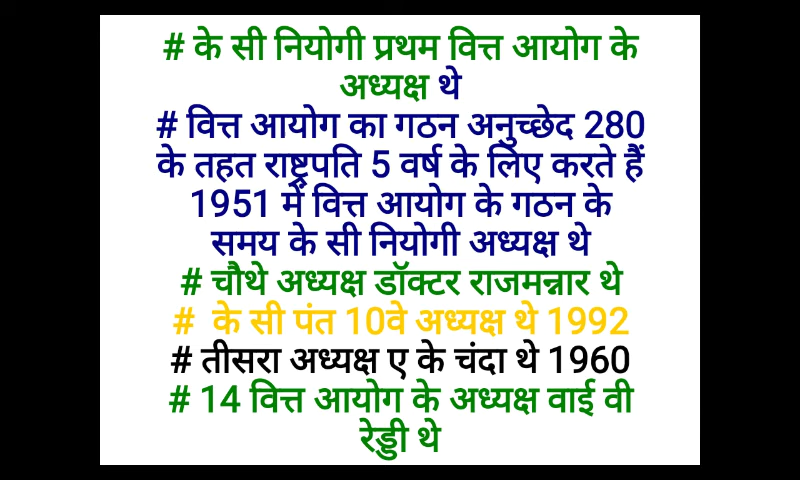 # के सी नियोगी प्रथम वित्त आयोग के
अध्यक्ष थे
# वित्त आयोग का गठन अनुच्छेद 280
के तहत राष्ट्रपति 5 वर्ष के लिए करते हैं
1951 में वित्त आयोग के गठन के
समय के सी नियोगी अध्यक्ष थे
# चौथे अध्यक्ष डॉक्टर राजमन्नार थे
# के सी पंत 10वे अध्यक्ष थे 1992
# तीसरा अध्यक्ष ए के चंदा थे 1960
# 14 वित्त आयोग के अध्यक्ष वाई वी
रेड्डी थे